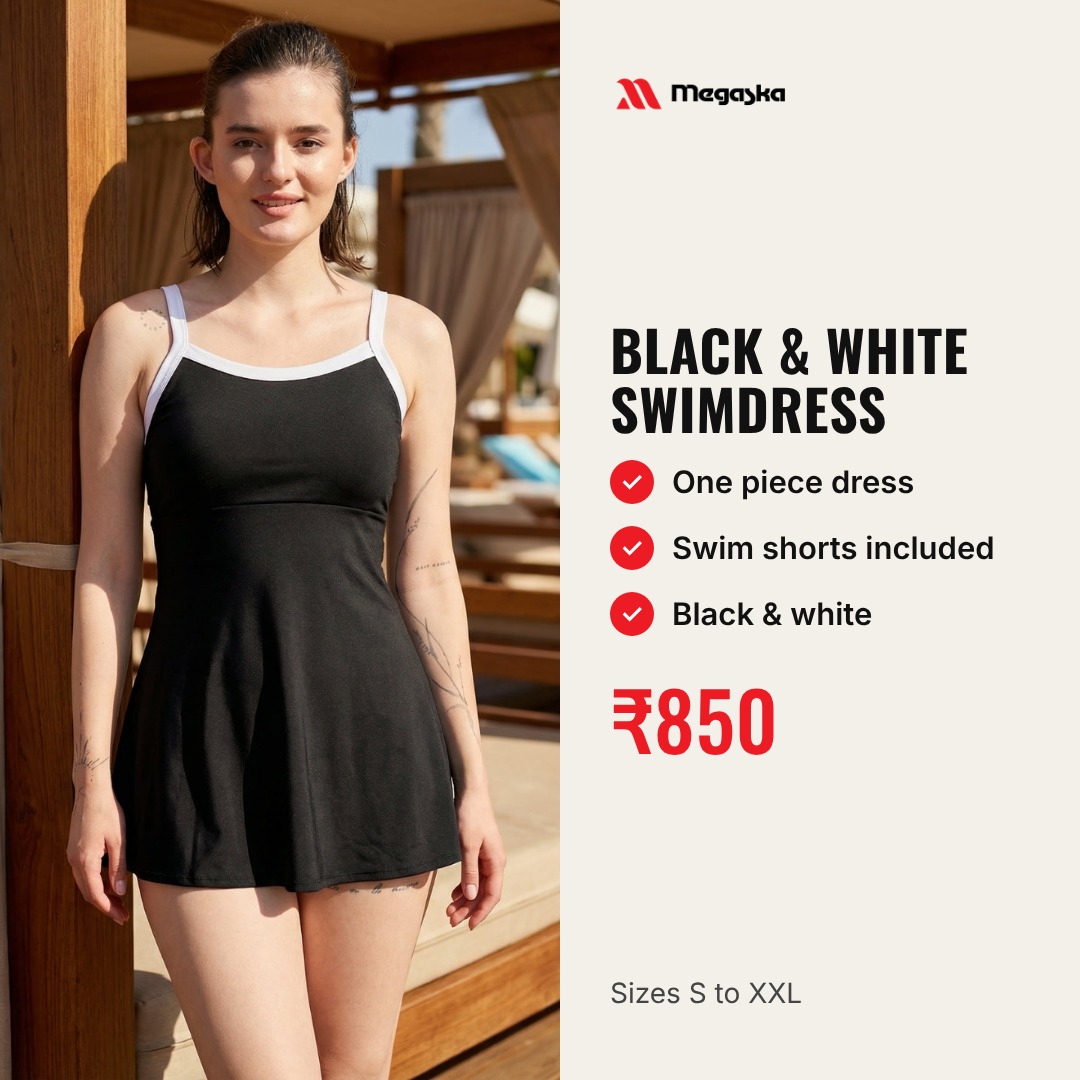 Megaska
BLACK & WHITE
SWIMDRESS
One piece dress
Swim shorts included
Black & white
₹850
Sizes S to XXL